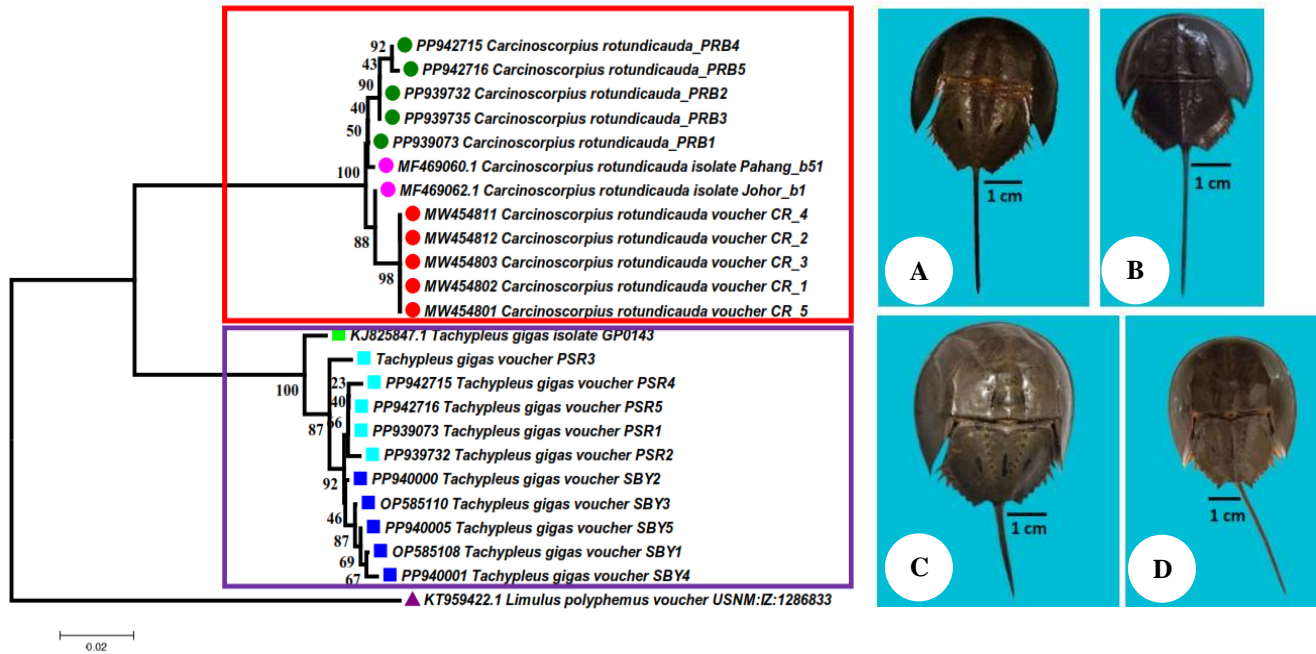 92
PP942715 Carcinoscorpius rotundicauda_PRB4
43
PP942716 Carcinoscorpius rotundicauda_PRB5
90
PP939732 Carcinoscorpius rotundicauda_PRB2
40
PP939735 Carcinoscorpius rotundicauda_PRB3
50
PP939073 Carcinoscorpius rotundicauda_PRB1
100
MF469060.1 Carcinoscorpius rotundicauda isolate Pahang_b51
MF469062.1 Carcinoscorpius rotundicauda isolate Johor_b1
MW454811 Carcinoscorpius rotundicauda voucher CR_4
88
MW454812 Carcinoscorpius rotundicauda voucher CR_2
MW454803 Carcinoscorpius rotundicauda voucher CR_3
98
MW454802 Carcinoscorpius rotundicauda voucher CR_1
MW454801 Carcinoscorpius rotundicauda voucher CR_5
KJ825847.1 Tachypleus gigas isolate GP0143
Tachypleus gigas voucher PSR3
100
23
PP942715 Tachypleus gigas voucher PSR4
40
PP942716 Tachypleus gigas voucher PSR5
87
66
PP939073 Tachypleus gigas voucher PSR1
PP939732 Tachypleus gigas voucher PSR2
92
PP940000 Tachypleus gigas voucher SBY2
OP585110 Tachypleus gigas voucher SBY3
46
PP940005 Tachypleus gigas voucher SBY5
87
OP585108 Tachypleus gigas voucher SBY1
69
67
PP940001 Tachypleus gigas voucher SBY4
KT959422.1 Limulus polyphemus voucher USNM:IZ:1286833
0.02
1 cm
A
1 cm
B
1 cm
C
1 cm
D